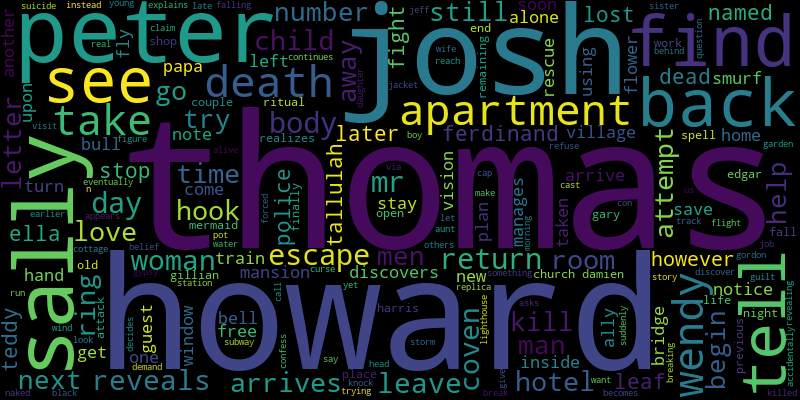 suicide instead young explains late falling
peter josh number still lost named
another fly claim shop real jeff wife reach end alone soon sister work behind question
child fight find
papa left away daughter jacket continues remaining rescue using flower dead smurf
see death go couple ritual
letter upon take try note body apartment back
visit figure bull realizes later boy ferdinand village spell home garden
thomas
sally turn stop time mr via cap attempt edgar
alive tallulah vision refuse make arrive help
eventually n come police stay plan manages cast us
earlier day hook finally open taken gary con save track flight fall
appears mermaid let aunt morning others
ella love pot water forced escape men return room however job
hand cottage belief woman train mansion discovers new something church damien wendy discover gordon
old gillian station curse yet story guilt tell
ring run wind attack look howard
guest window bell free call harris storm replica lighthouse asks coven kill ally suddenly notice life night previous accidentally revealing
teddy decides one subway confess say head knock man inside bridge breaking begin
get demand place
next reveals arrives trying leave give hotel want leaf
naked black break becomes killed